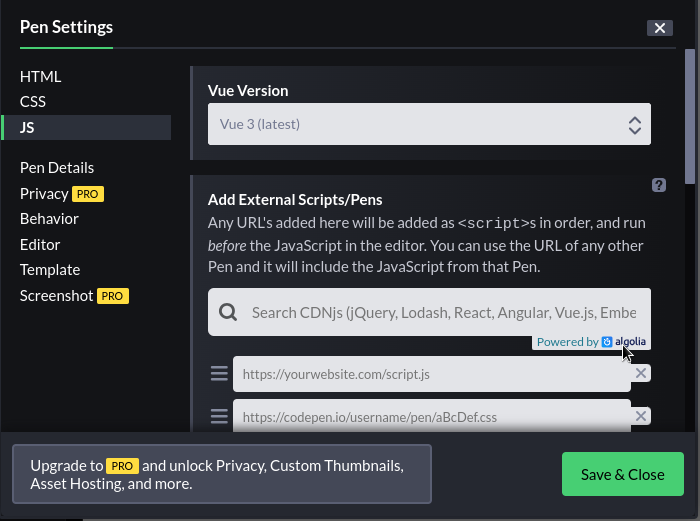 Pen Settings
HTML
CSS
JS
Pen Details
Privacy PRO
Behavior
Editor
Template
Screenshot PRO
Vue Version
Vue 3 (latest)
Add External Scripts/Pens
?
Any URL's added here will be added as <script>s in order, and run
before the JavaScript in the editor. You can use the URL of any other
Pen and it will include the JavaScript from that Pen.
Search CDNjs (jQuery, Lodash, React, Angular, Vue.js, Embe
Powered by algolia
https://yourwebsite.com/script.js
https://codepen.io/username/pen/aBcDef.css
Upgrade to PRO and unlock Privacy, Custom Thumbnails,
Asset Hosting, and more.
Save & Close